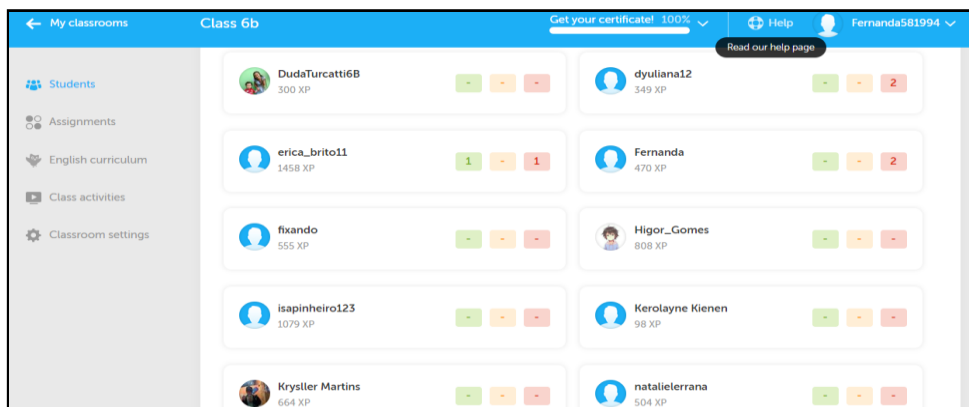 My classrooms
Class 6b
Get your certificate! 100%
Help
Fernanda581994
Read our help page
Students
Assignments
English curriculum
Class activities
Classroom settings
DudaTurcatti6B
300 XP
- - -
dyuliana12
349 XP
- - 2
erica_brito11
1458 XP
1 - 1
Fernanda
470 XP
- - 2
fixando
555 XP
- - -
Higor_Gomes
808 XP
- - -
isapinheiro123
1079 XP
- - -
Kerolayne Kienen
98 XP
- - -
Krysller Martins
664 XP
- - -
natalielerrana
504 XP
- - -